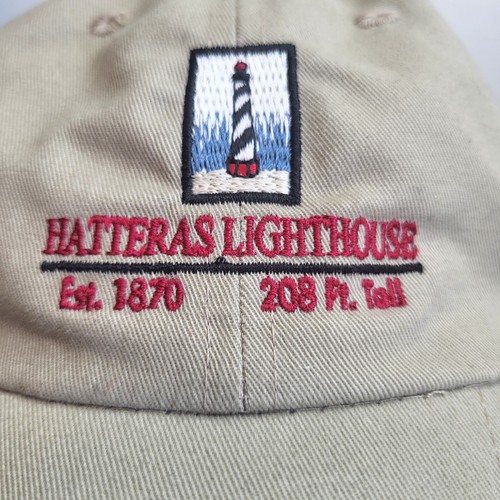 HATTERAS LIGHTHOUSE
Est. 1870 208 Ft. Tall